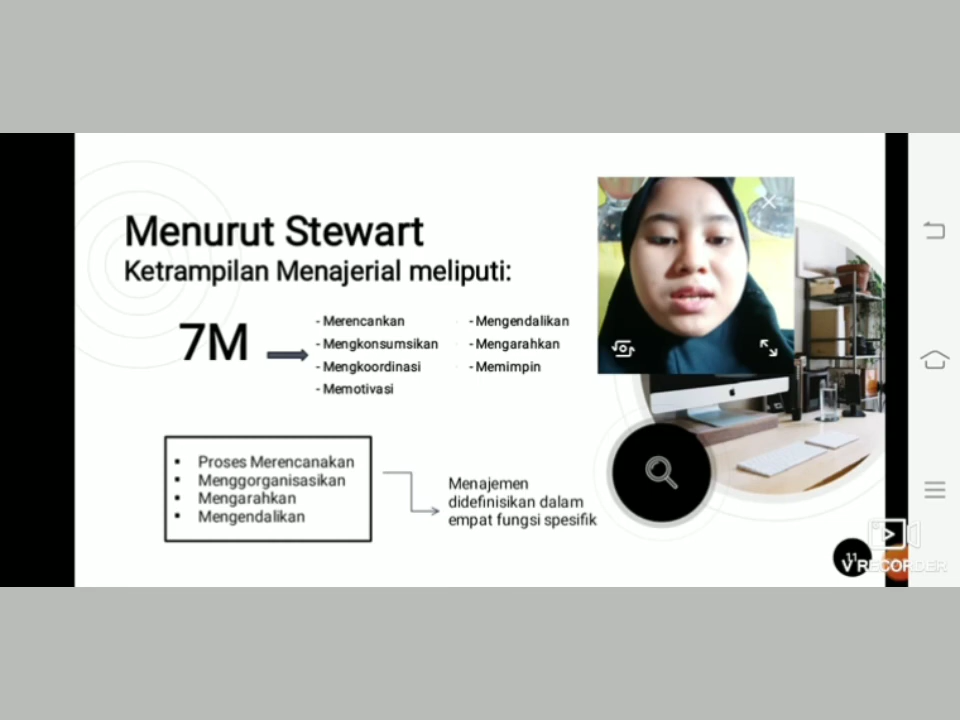 Menurut Stewart
Ketrampilan Menajerial meliputi:
7M
- Merencankan
- Mengkonsumsikan
- Mengkoordinasi
- Memotivasi
- Mengendalikan
- Mengarahkan
- Memimpin
▪ Proses Merencanakan
▪ Menggorganisasikan
▪ Mengarahkan
▪ Mengendalikan
Menajemen
didefinisikan dalam
empat fungsi spesifik
11
V RECORDER